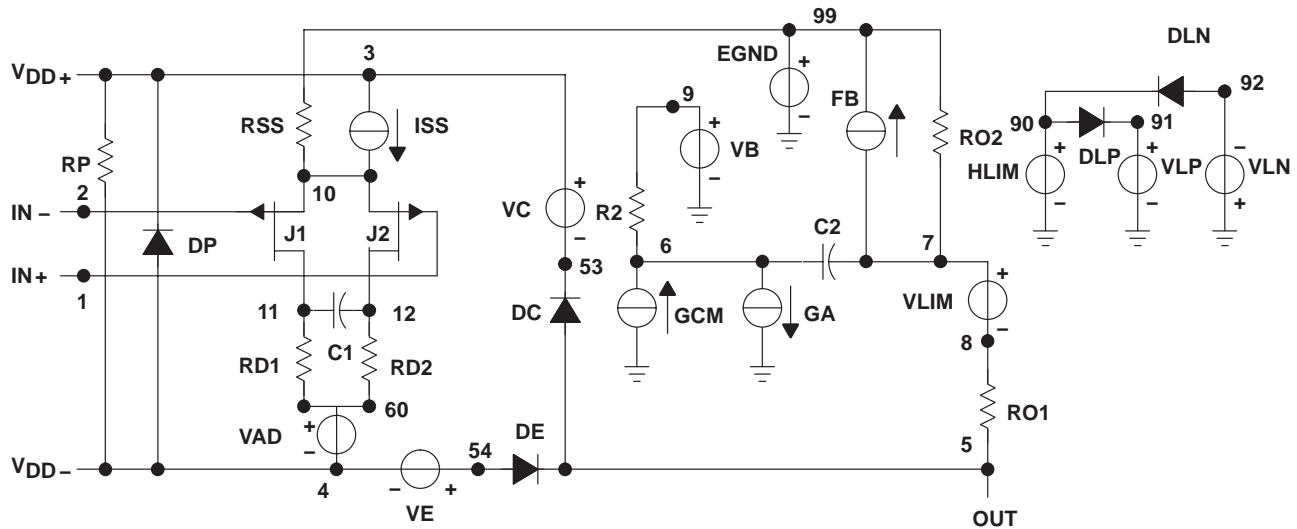 99
DLN
3
VDD+
EGND
+
92
9
FB
RSS
ISS
+
90
91
RP
VB
RO2
DLP
+
+
−
10
−
HLIM
VLP
VLN
2
−
−
+
IN −
+
VC
R2
C2
J1
J2
−
6
7
DP
IN+
53
+
1
GCM
GA
VLIM
11
12
DC
−
C1
8
RD1
RD2
60
RO1
+
VAD
DE
−
54
5
VDD−
4
−
+
VE
OUT